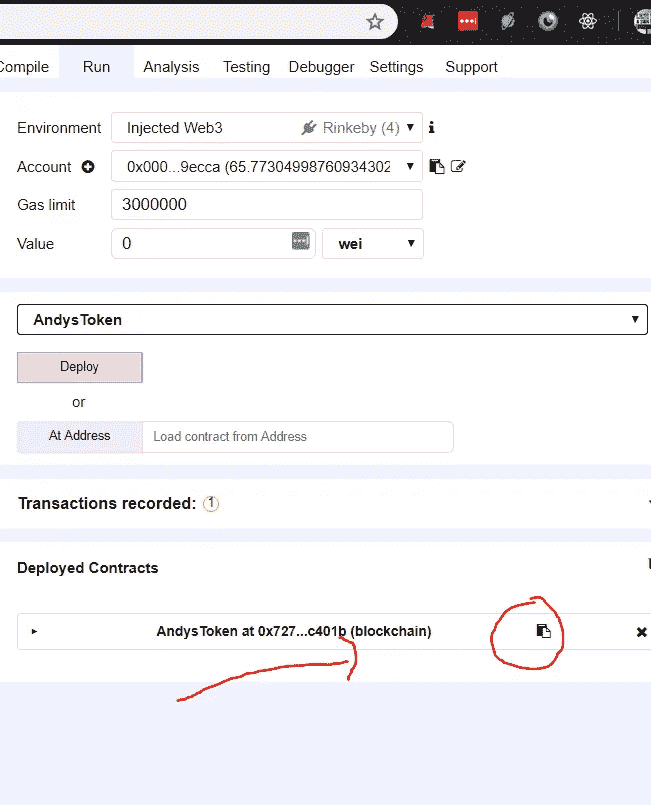 Compile Run Analysis Testing Debugger Settings Support
Environment Injected Web3 Rinkeby (4)
Account 0x000...9ecca (65.77304998760934302
Gas limit 3000000
Value 0 wei
AndysToken
Deploy
or
At Address Load contract from Address
Transactions recorded: 1
Deployed Contracts
AndysToken at 0x727...c401b (blockchain)